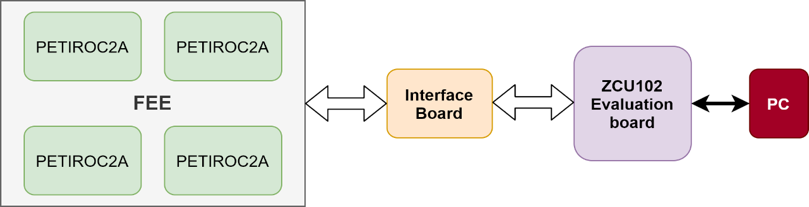 PETIROC2A
PETIROC2A
FEE
PETIROC2A
PETIROC2A
Interface
Board
ZCU102
Evaluation
board
PC